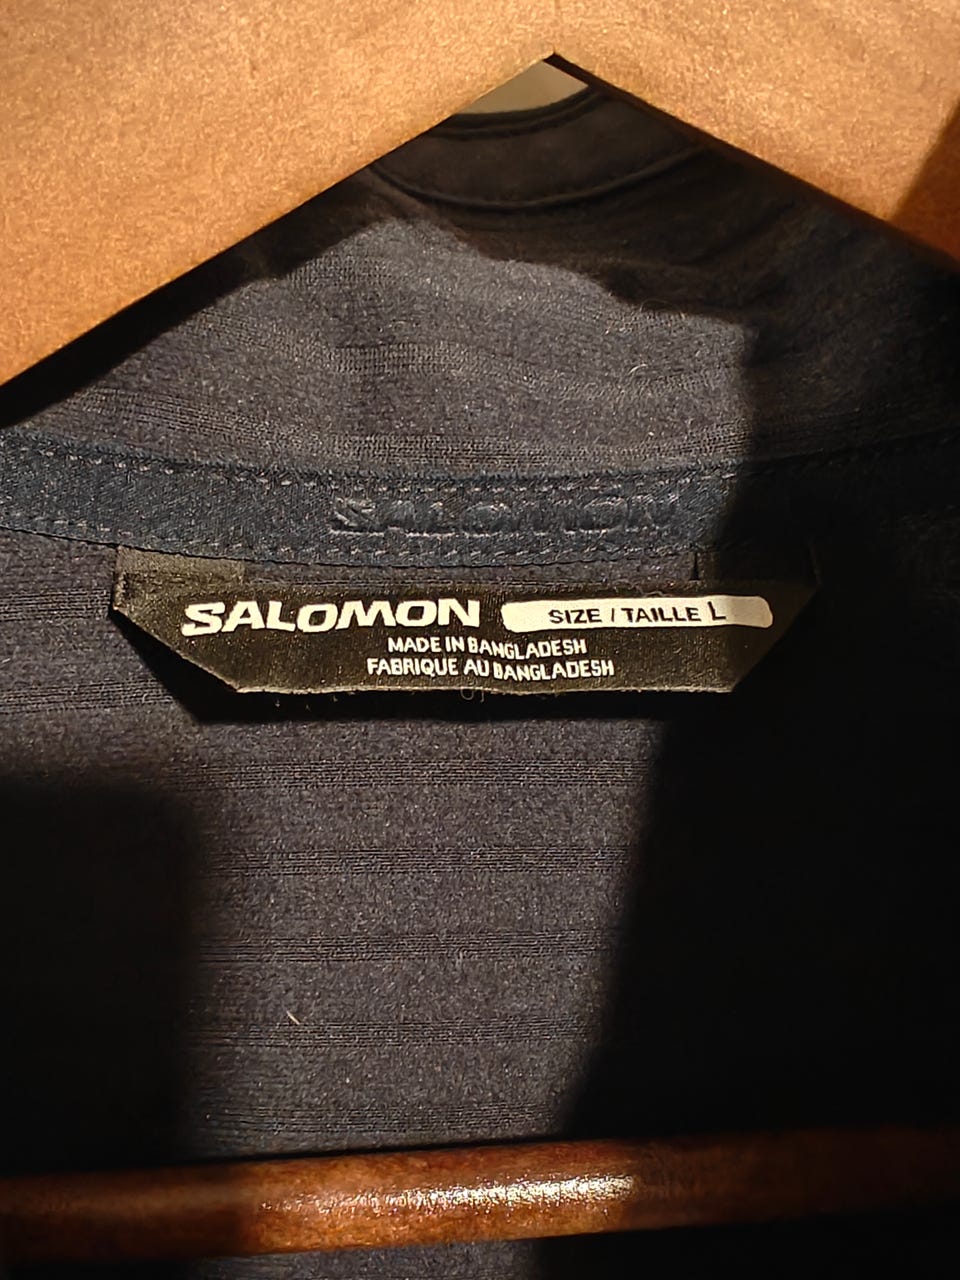 SALOMON
SALOMON SIZE / TAILLE L
MADE IN BANGLADESH
FABRIQUE AU BANGLADESH